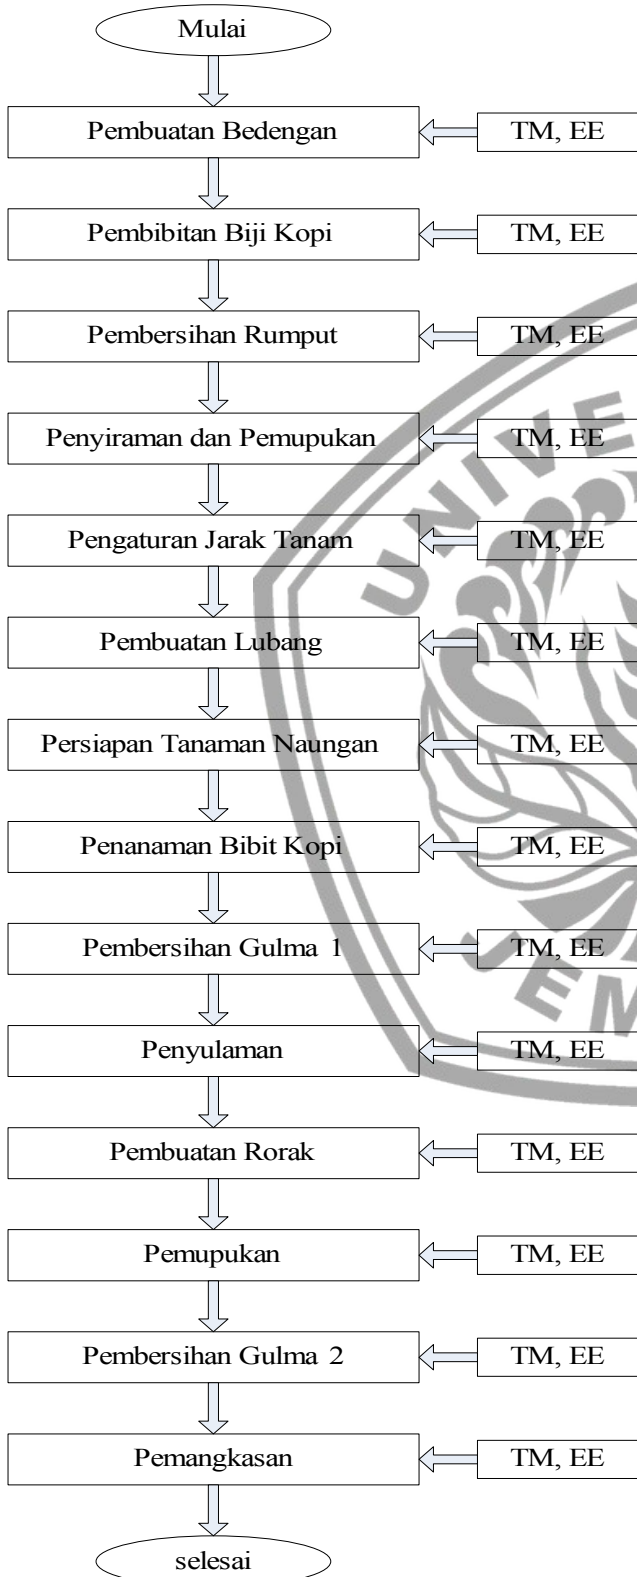 Mulai
Pembuatan Bedengan TM, EE
Pembibitan Biji Kopi TM, EE
Pembersihan Rumput TM, EE
Penyiraman dan Pemupukan TM, EE
Pengaturan Jarak Tanam TM, EE
Pembuatan Lubang TM, EE
Persiapan Tanaman Naungan TM, EE
Penanaman Bibit Kopi TM, EE
Pembersihan Gulma 1 TM, EE
Penyulaman TM, EE
Pembuatan Rorak TM, EE
Pemupukan TM, EE
Pembersihan Gulma 2 TM, EE
Pemangkasan TM, EE
selesai
UNIVE
JEM